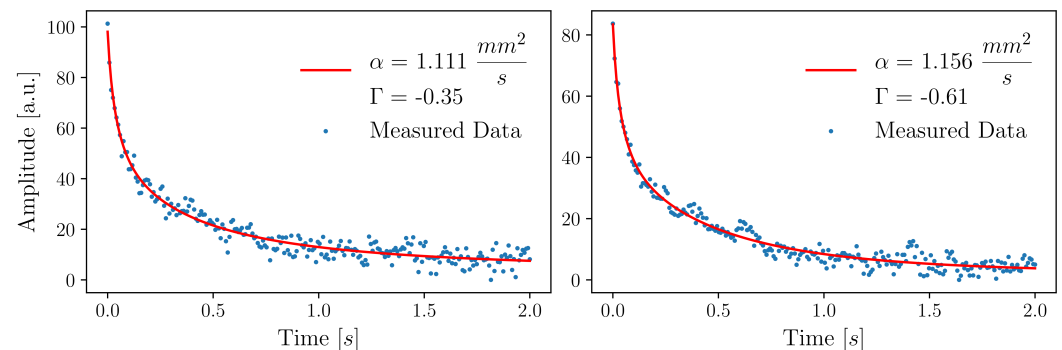 100
80
60
40
20
0
Amplitude [a.u.]
α = 1.111 mm²/s
Γ = -0.35
Measured Data
0.0 0.5 1.0 1.5 2.0
Time [s]
80
60
40
20
0
α = 1.156 mm²/s
Γ = -0.61
Measured Data
0.0 0.5 1.0 1.5 2.0
Time [s]